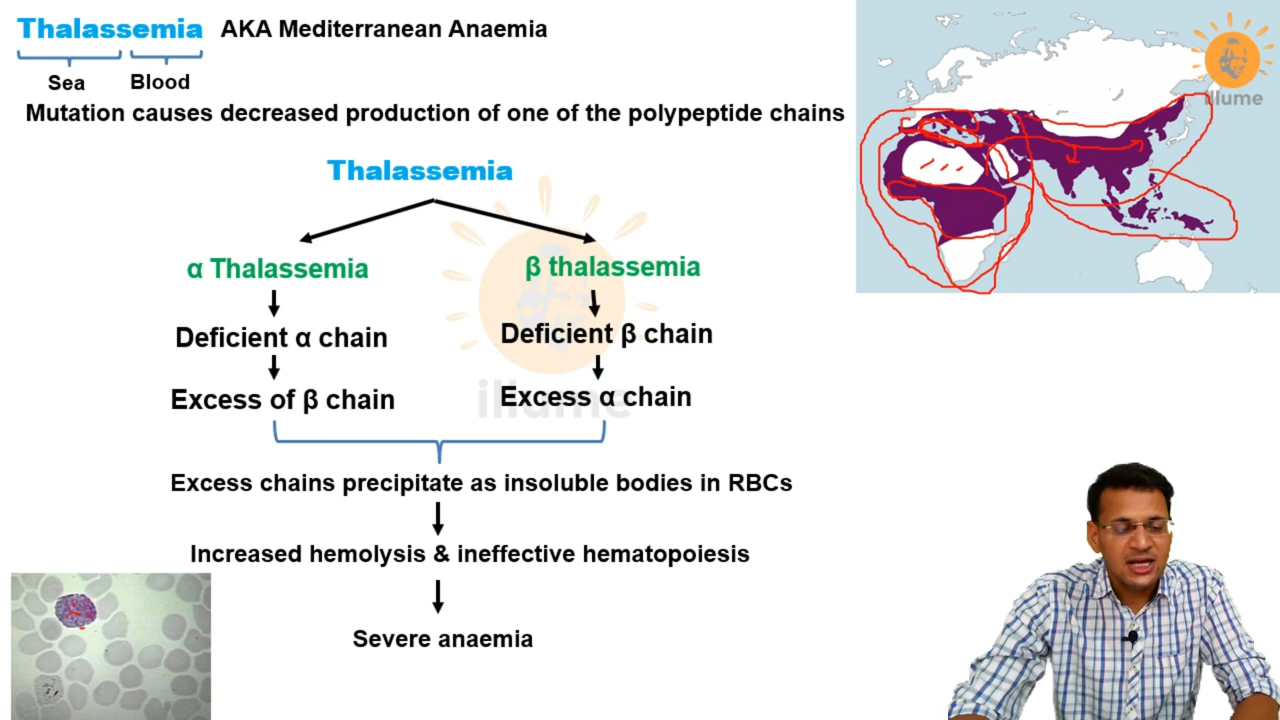 Thalassemia AKA Mediterranean Anaemia
Sea Blood
Mutation causes decreased production of one of the polypeptide chains
illume
Thalassemia
α Thalassemia β thalassemia
Deficient α chain Deficient β chain
Excess of β chain Excess α chain
illume
Excess chains precipitate as insoluble bodies in RBCs
Increased hemolysis & ineffective hematopoiesis
Severe anaemia